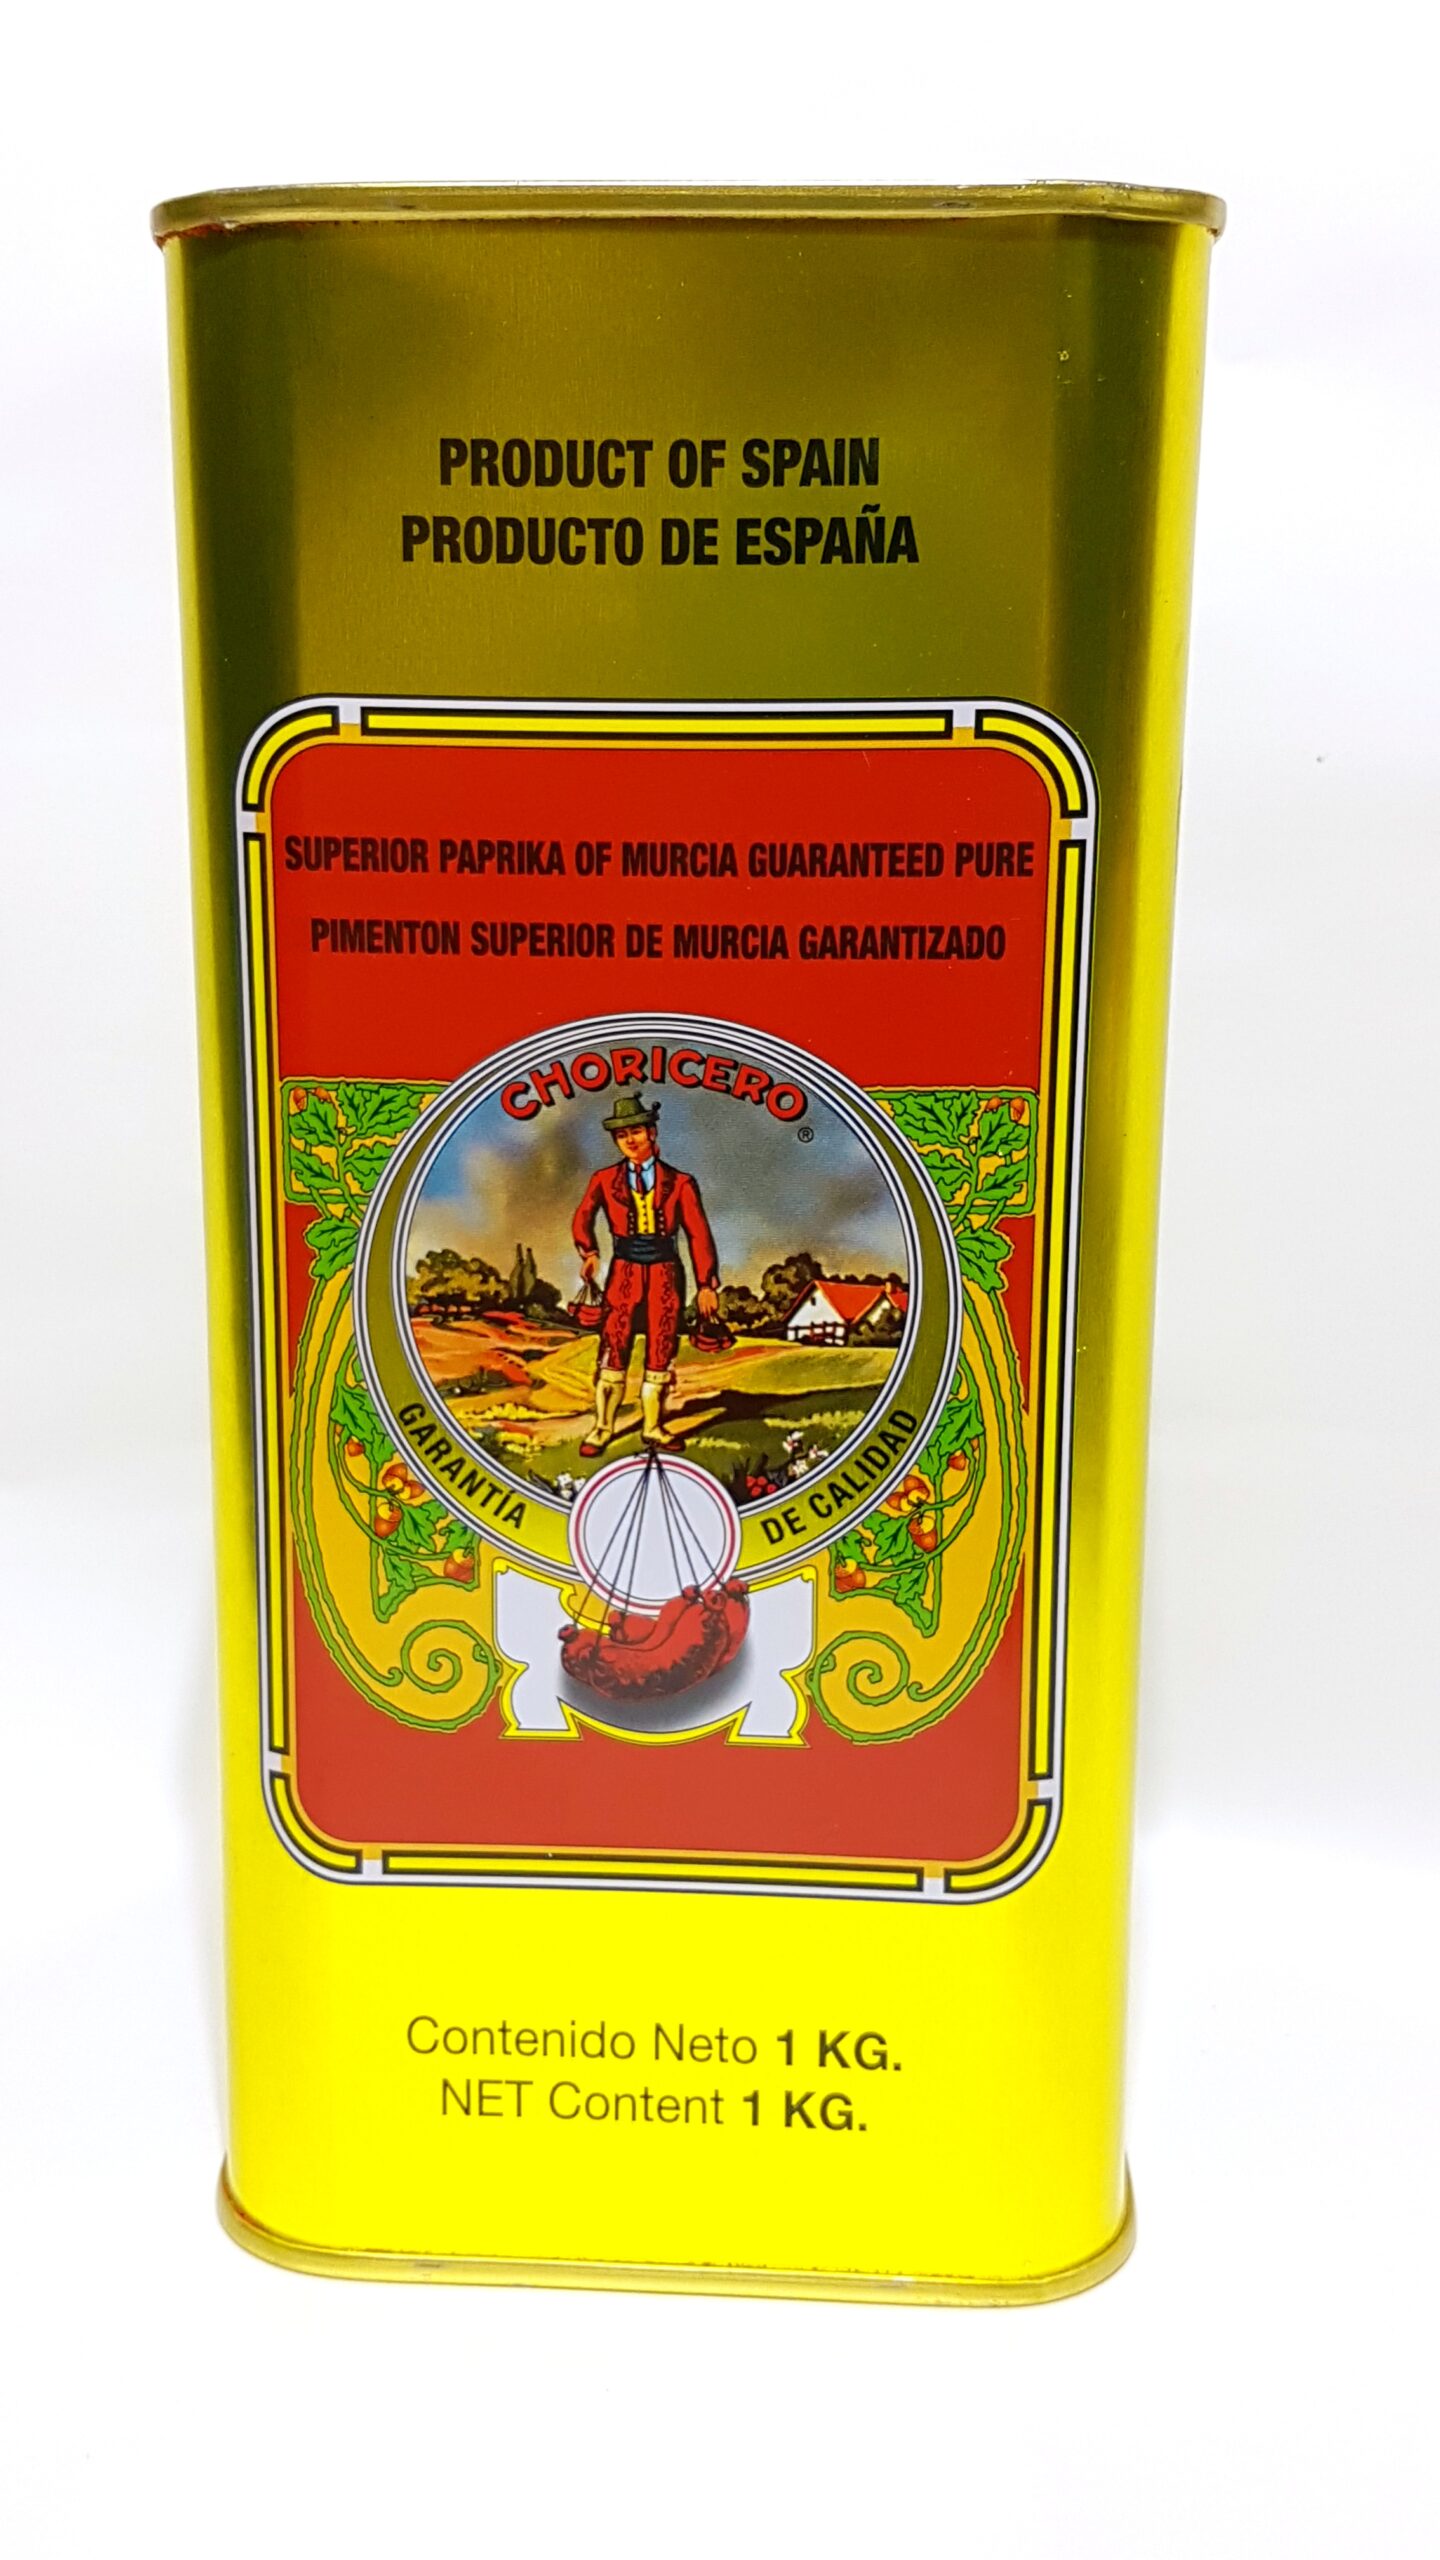 PRODUCT OF SPAIN
PRODUCTO DE ESPAÑA
SUPERIOR PAPRIKA OF MURCIA GUARANTEED PURE
PIMENTON SUPERIOR DE MURCIA GARANTIZADO
CHORICERO
®
GARANTÍA DE CALIDAD
Contenido Neto 1 KG.
NET Content 1 KG.